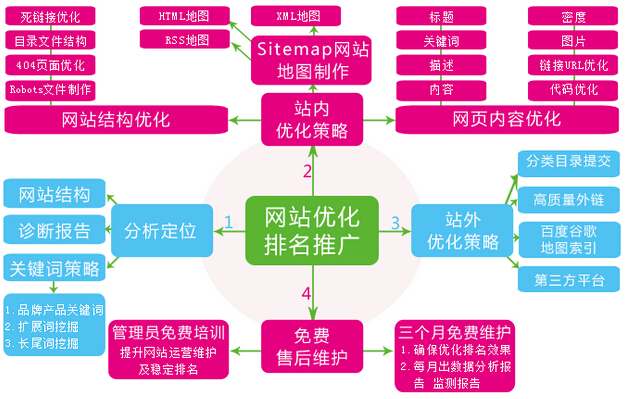 死链接优化
目录文件结构
404页面优化
Robots文件制作
网站结构优化
HTML地图
RSS地图
XML地图
Sitemap网站
地图制作
站内
优化策略
标题
关键词
描述
内容
密度
图片
链接URL优化
代码优化
网页内容优化
2
网站结构
诊断报告
关键词策略
1.品牌产品关键词
2.扩展词挖掘
3.长尾词挖掘
分析定位
1
网站优化
排名推广
3
站外
优化策略
分类目录提交
高质量外链
百度谷歌
地图索引
第三方平台
4
管理员免费培训
提升网站运营维护
及稳定排名
免费
售后维护
三个月免费维护
1.确保优化排名效果
2.每月出数据分析报
告 监测报告